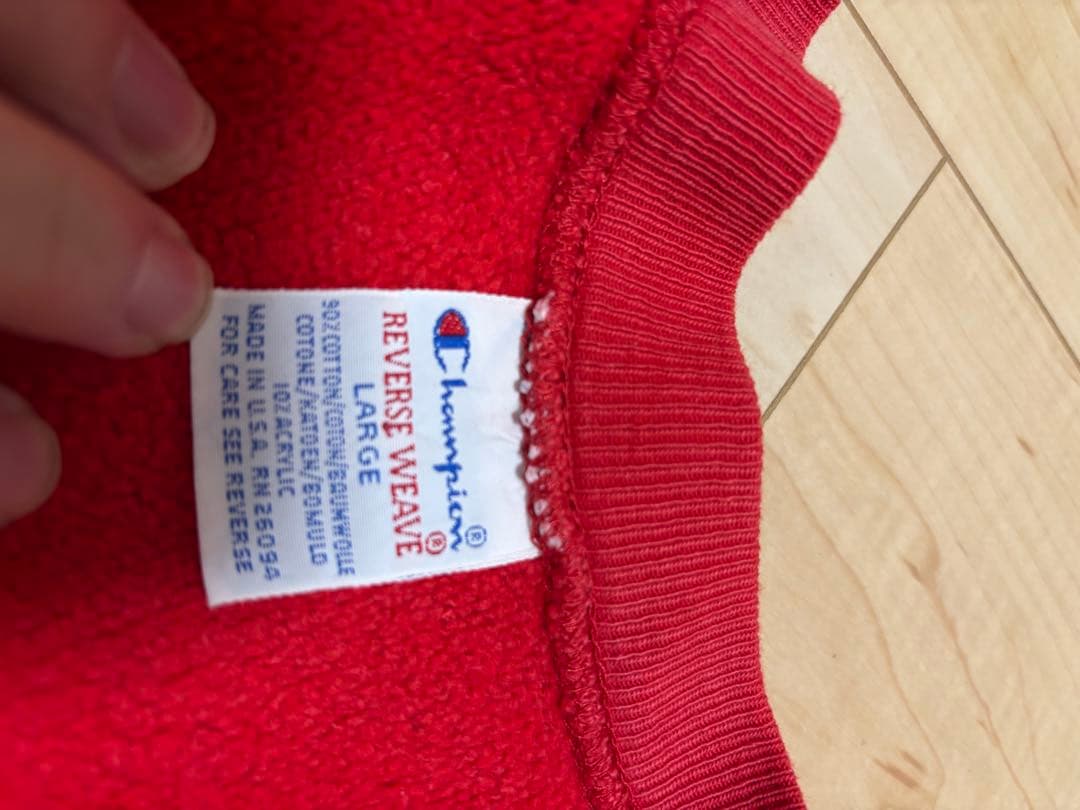 Champion®
REVERSE WEAVE®
LARGE
90%COTTON/COTON/BAUMWOLLE
COTONE/KATOEN/BOMULD
10%ACRYLIC
MADE IN U.S.A. RN 26094
FOR CARE SEE REVERSE